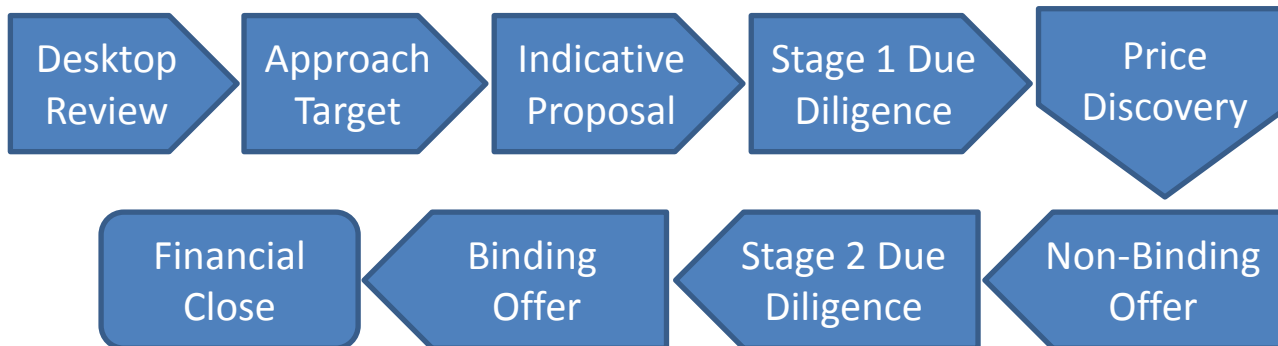 Desktop
Review
Approach
Target
Indicative
Proposal
Stage 1 Due
Diligence
Price
Discovery
Non-Binding
Offer
Stage 2 Due
Diligence
Binding
Offer
Financial
Close